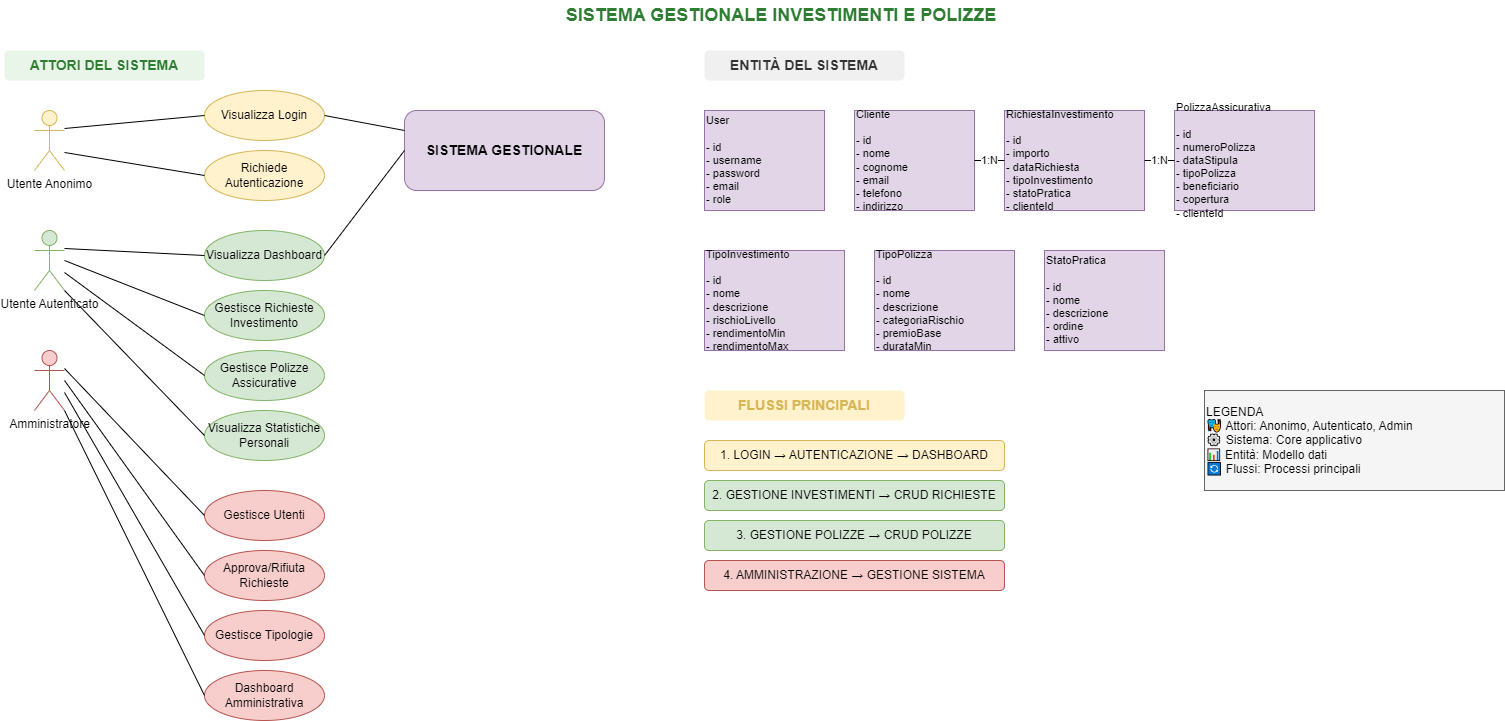 SISTEMA GESTIONALE INVESTIMENTI E POLIZZE
ATTORI DEL SISTEMA
Utente Anonimo
Utente Autenticato
Amministratore
Visualizza Login
Richiede
Autenticazione
Visualizza Dashboard
Gestisce Richieste
Investimento
Gestisce Polizze
Assicurative
Visualizza Statistiche
Personali
Gestisce Utenti
Approva/Rifiuta
Richieste
Gestisce Tipologie
Dashboard
Amministrativa
SISTEMA GESTIONALE
ENTITÀ DEL SISTEMA
User
- id
- username
- password
- email
- role
Cliente
- id
- nome
- cognome
- email
- telefono
- indirizzo
1:N
RichiestaInvestimento
- id
- importo
- dataRichiesta
- tipoInvestimento
- statoPratica
- clienteId
1:N
PolizzaAssicurativa
- id
- numeroPolizza
- dataStipula
- tipoPolizza
- beneficiario
- copertura
- clienteId
TipoInvestimento
- id
- nome
- descrizione
- rischioLivello
- rendimentoMin
- rendimentoMax
TipoPolizza
- id
- nome
- descrizione
- categoriaRischio
- premioBase
- durataMin
StatoPratica
- id
- nome
- descrizione
- ordine
- attivo
FLUSSI PRINCIPALI
1. LOGIN → AUTENTICAZIONE → DASHBOARD
2. GESTIONE INVESTIMENTI → CRUD RICHIESTE
3. GESTIONE POLIZZE → CRUD POLIZZE
4. AMMINISTRAZIONE → GESTIONE SISTEMA
LEGENDA
Attori: Anonimo, Autenticato, Admin
Sistema: Core applicativo
Entità: Modello dati
Flussi: Processi principali